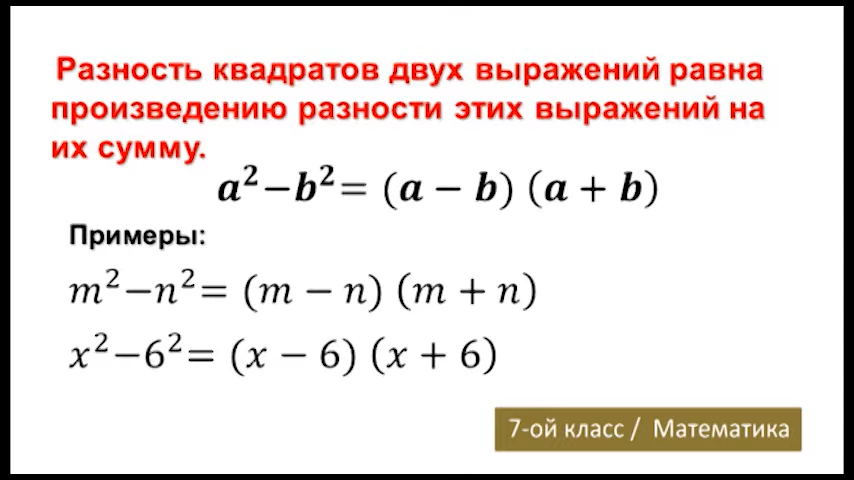 Разность квадратов двух выражений равна
произведению разности этих выражений на
их сумму.
a²−b²= (a − b) (a + b)
Примеры:
m²−n²= (m − n) (m + n)
x²−6²= (x − 6) (x + 6)
7-ой класс / Математика